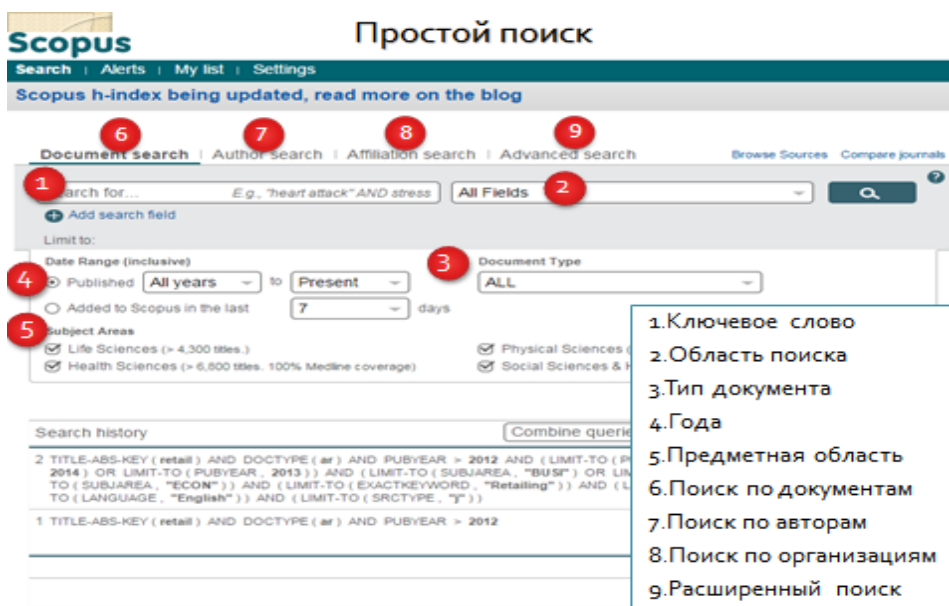 Scopus
Простой поиск
Search | Alerts | My list | Settings
Scopus h-index being updated, read more on the blog
6 7 8 9
Document search | Author search | Affiliation search | Advanced search Browse Sources Compare journals
1 earch for... E.g., "heart attack" AND stress All Fields 2 ?
Add search field
Limit to:
Date Range (inclusive) 3 Document Type
4 Published All years to Present ALL
Added to Scopus in the last 7 days
5 Subject Areas
Life Sciences (> 4,300 titles.) Physical Sciences (
Health Sciences (> 6,800 titles. 100% Medline coverage) Social Sciences & H
Search history Combine querie
2 TITLE-ABS-KEY ( retail ) AND DOCTYPE ( ar ) AND PUBYEAR > 2012 AND ( LIMIT-TO ( P
2014 ) OR LIMIT-TO ( PUBYEAR , 2013 ) ) AND ( LIMIT-TO ( SUBJAREA , "BUSI" ) OR LIM
TO ( SUBJAREA , "ECON" ) ) AND ( LIMIT-TO ( EXACTKEYWORD , "Retailing" ) ) AND ( L
TO ( LANGUAGE , "English" ) ) AND ( LIMIT-TO ( SRCTYPE , "j" ) )
1 TITLE-ABS-KEY ( retail ) AND DOCTYPE ( ar ) AND PUBYEAR > 2012
1.Ключевое слово
2.Область поиска
3.Тип документа
4.Года
5.Предметная область
6.Поиск по документам
7.Поиск по авторам
8.Поиск по организациям
9.Расширенный поиск